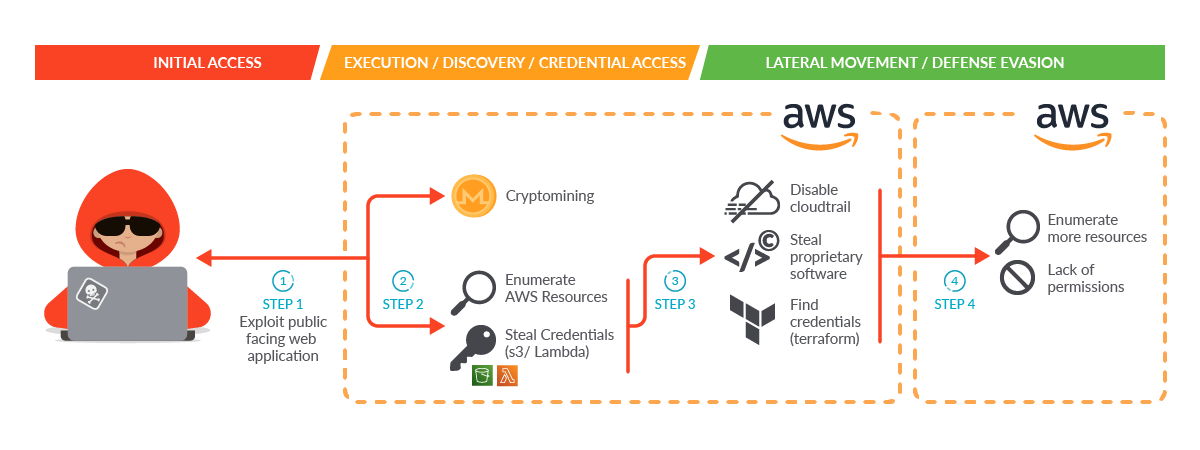 INITIAL ACCESS
EXECUTION / DISCOVERY / CREDENTIAL ACCESS
LATERAL MOVEMENT / DEFENSE EVASION
aws
aws
1
STEP 1
Exploit public
facing web
application
2
STEP 2
Cryptomining
Enumerate
AWS Resources
Steal Credentials
(s3/ Lambda)
3
STEP 3
Disable
cloudtrail
©
</>
Steal
proprietary
software
Find
credentials
(terraform)
4
STEP 4
Enumerate
more resources
Lack of
permissions